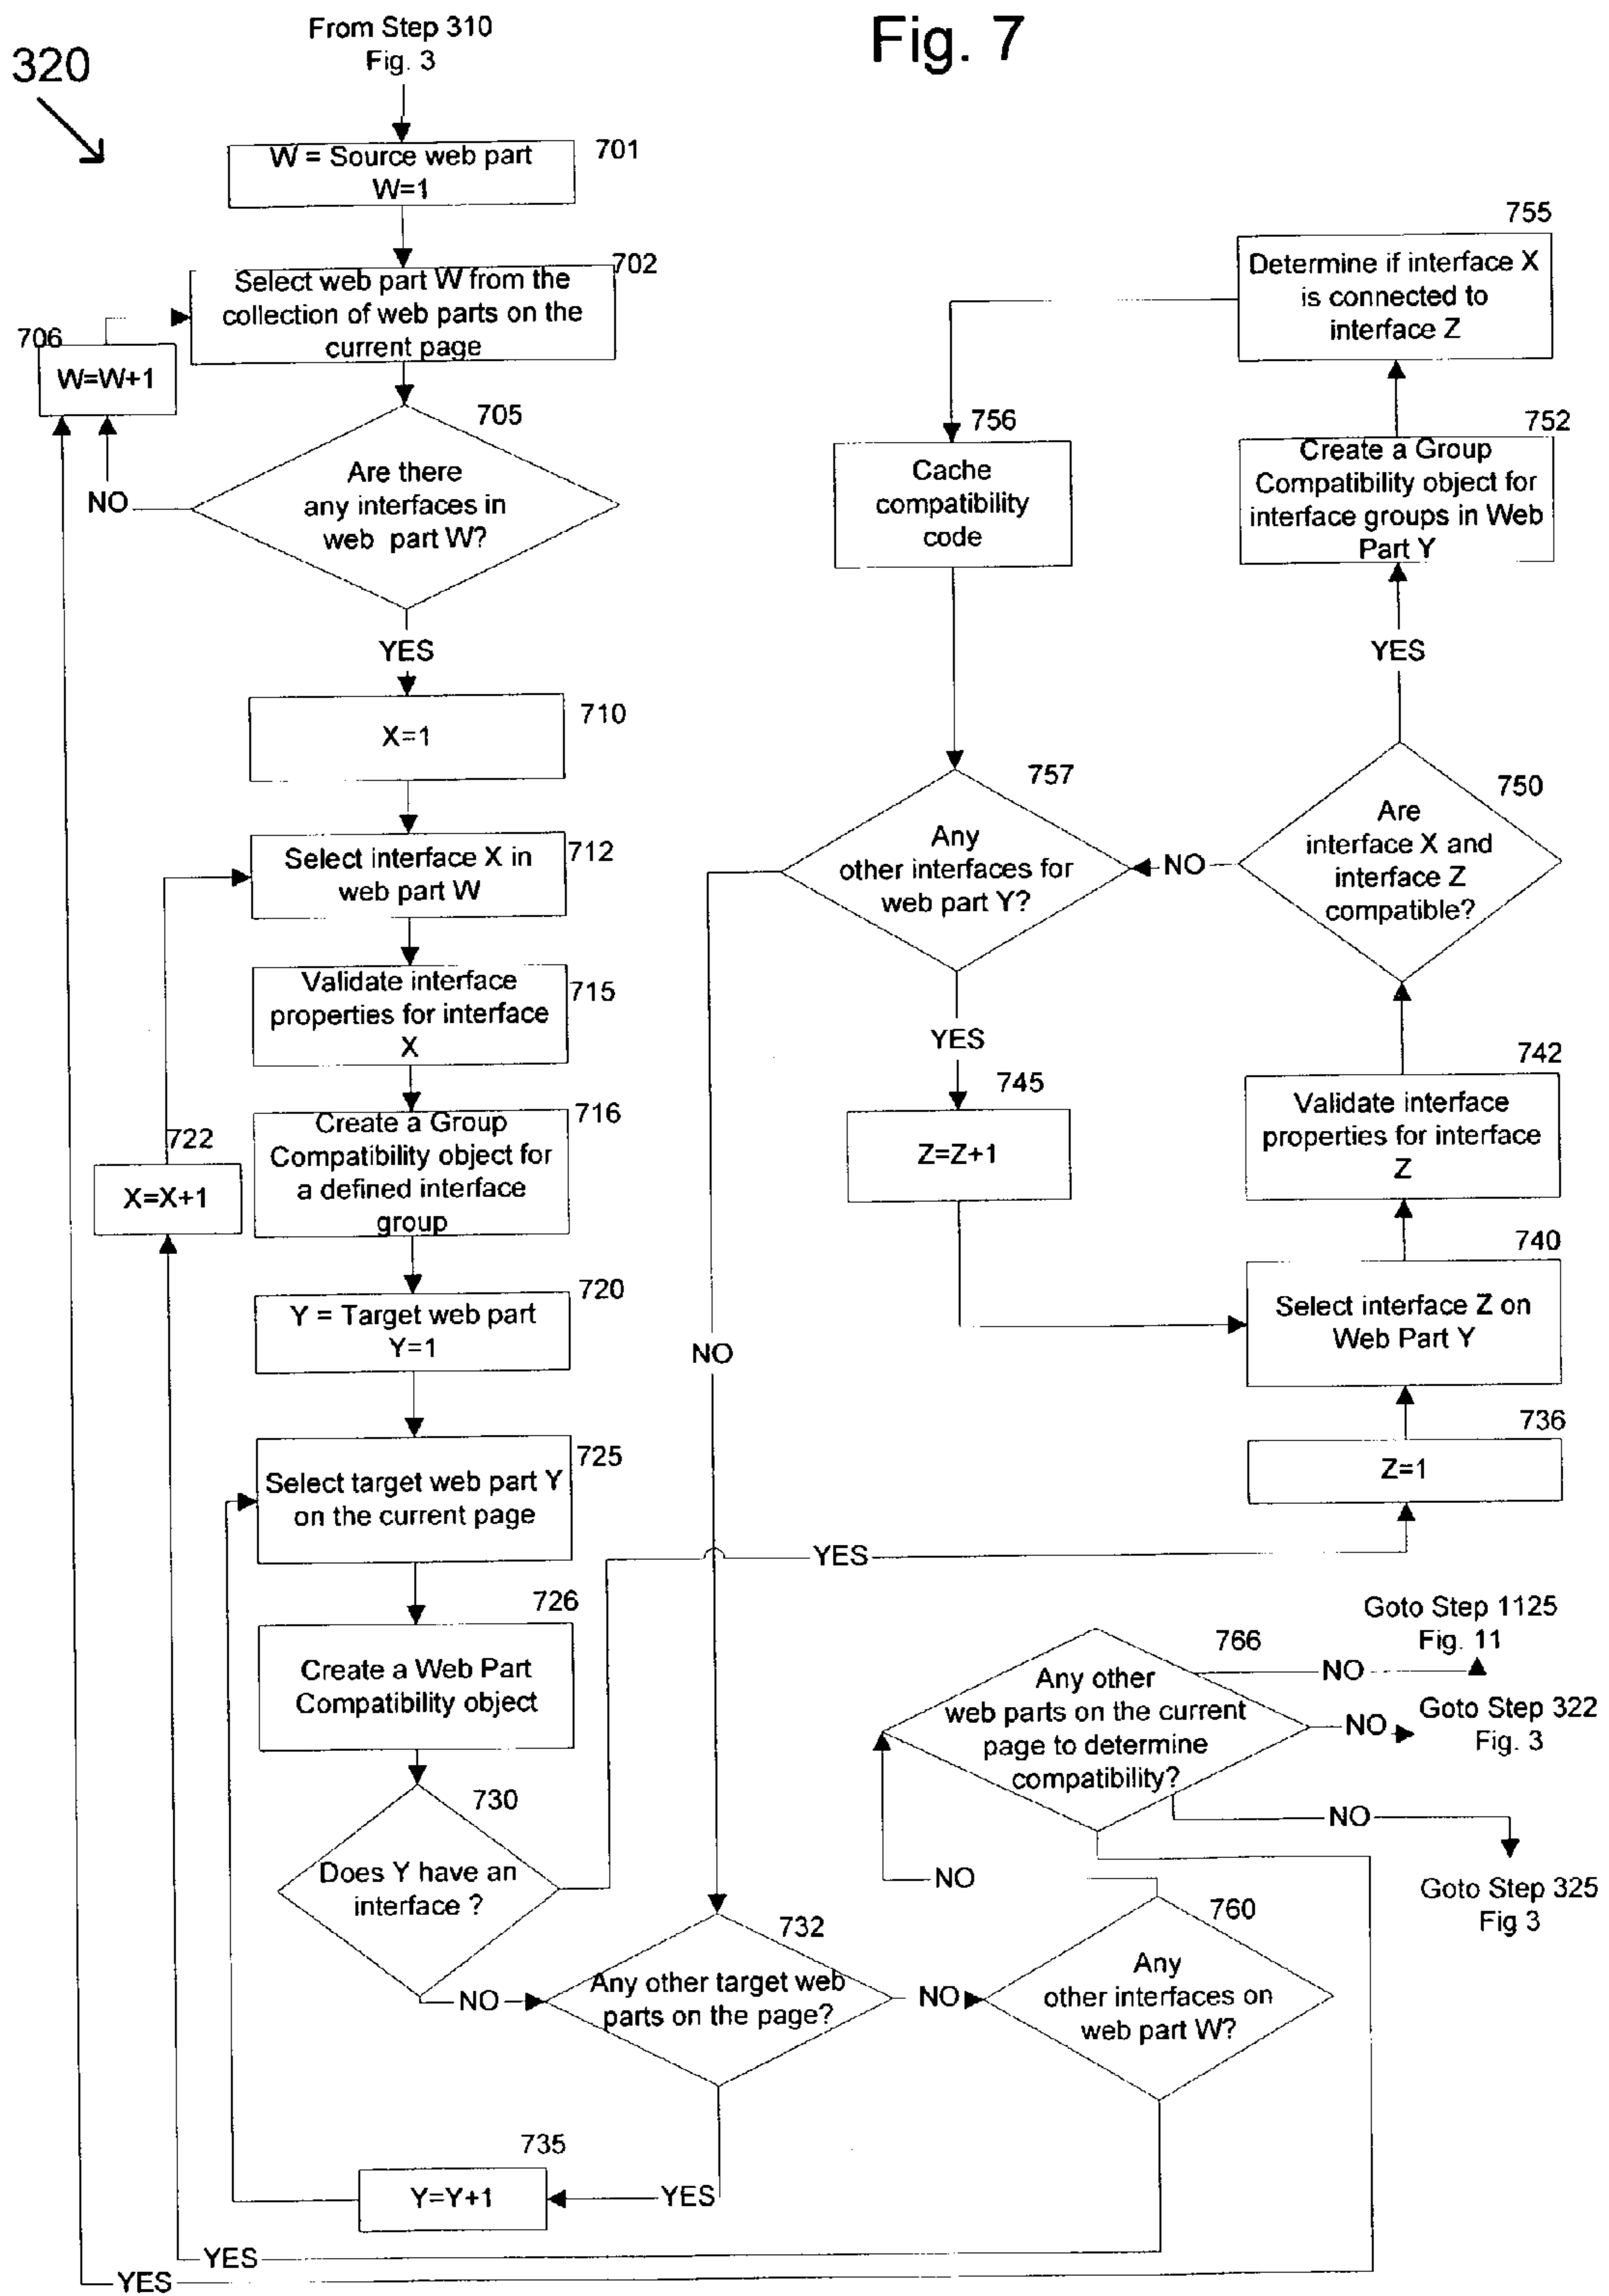 Fig. 7
320
From Step 310
Fig. 3
W = Source web part
W=1
701
Select web part W from the
collection of web parts on the
current page
702
706
W=W+1
Are there
any interfaces in
web part W?
705
NO
YES
X=1
710
Select interface X in
web part W
712
Validate interface
properties for interface
X
715
Create a Group
Compatibility object for
a defined interface
group
716
722
X=X+1
Y = Target web part
Y=1
720
Select target web part Y
on the current page
725
726
Create a Web Part
Compatibility object
730
Does Y have an
interface ?
YES
NO
732
Any other target web
parts on the page?
NO
YES
735
Y=Y+1
736
Z=1
740
Select interface Z on
Web Part Y
742
Validate interface
properties for interface
Z
750
Are
interface X and
interface Z
compatible?
NO
YES
752
Create a Group
Compatibility object for
interface groups in Web
Part Y
755
Determine if interface X
is connected to
interface Z
756
Cache
compatibility
code
757
Any
other interfaces for
web part Y?
NO
YES
745
Z=Z+1
760
Any
other interfaces on
web part W?
NO
YES
766
Any other
web parts on the current
page to determine
compatibility?
NO
Goto Step 1125
Fig. 11
NO
Goto Step 322
Fig. 3
NO
Goto Step 325
Fig 3
YES